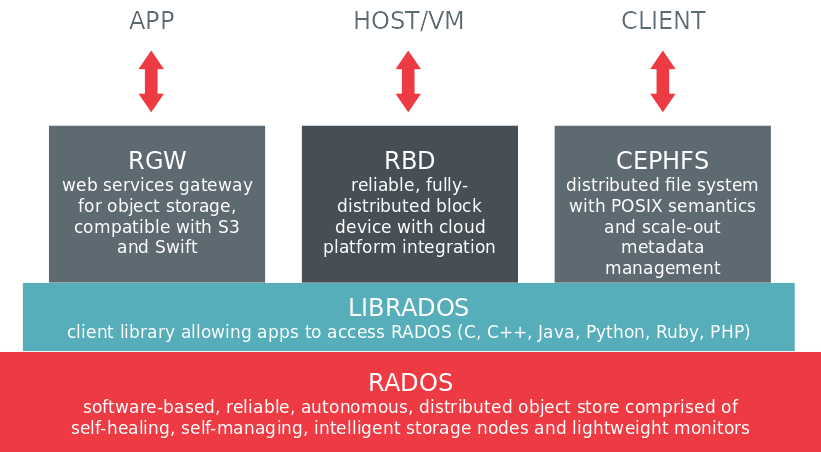 APP
HOST/VM
CLIENT
RGW
web services gateway
for object storage,
compatible with S3
and Swift
RBD
reliable, fully-
distributed block
device with cloud
platform integration
CEPHFS
distributed file system
with POSIX semantics
and scale-out
metadata
management
LIBRADOS
client library allowing apps to access RADOS (C, C++, Java, Python, Ruby, PHP)
RADOS
software-based, reliable, autonomous, distributed object store comprised of
self-healing, self-managing, intelligent storage nodes and lightweight monitors